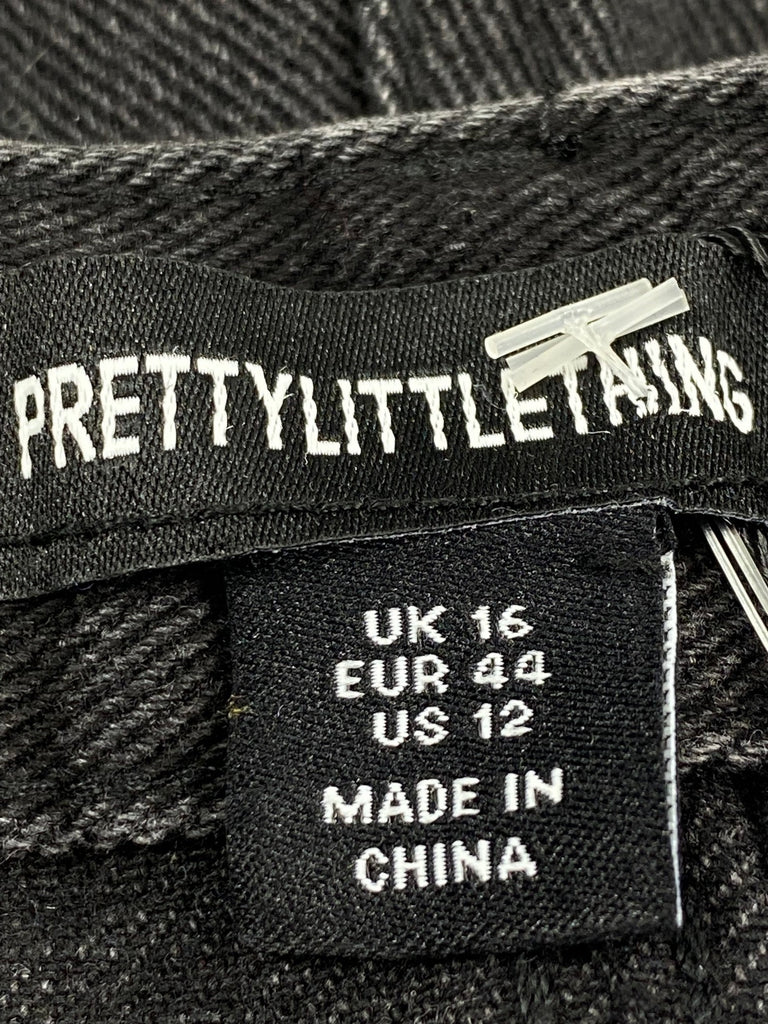 PRETTYLITTLETHING
UK 16
EUR 44
US 12
MADE IN
CHINA